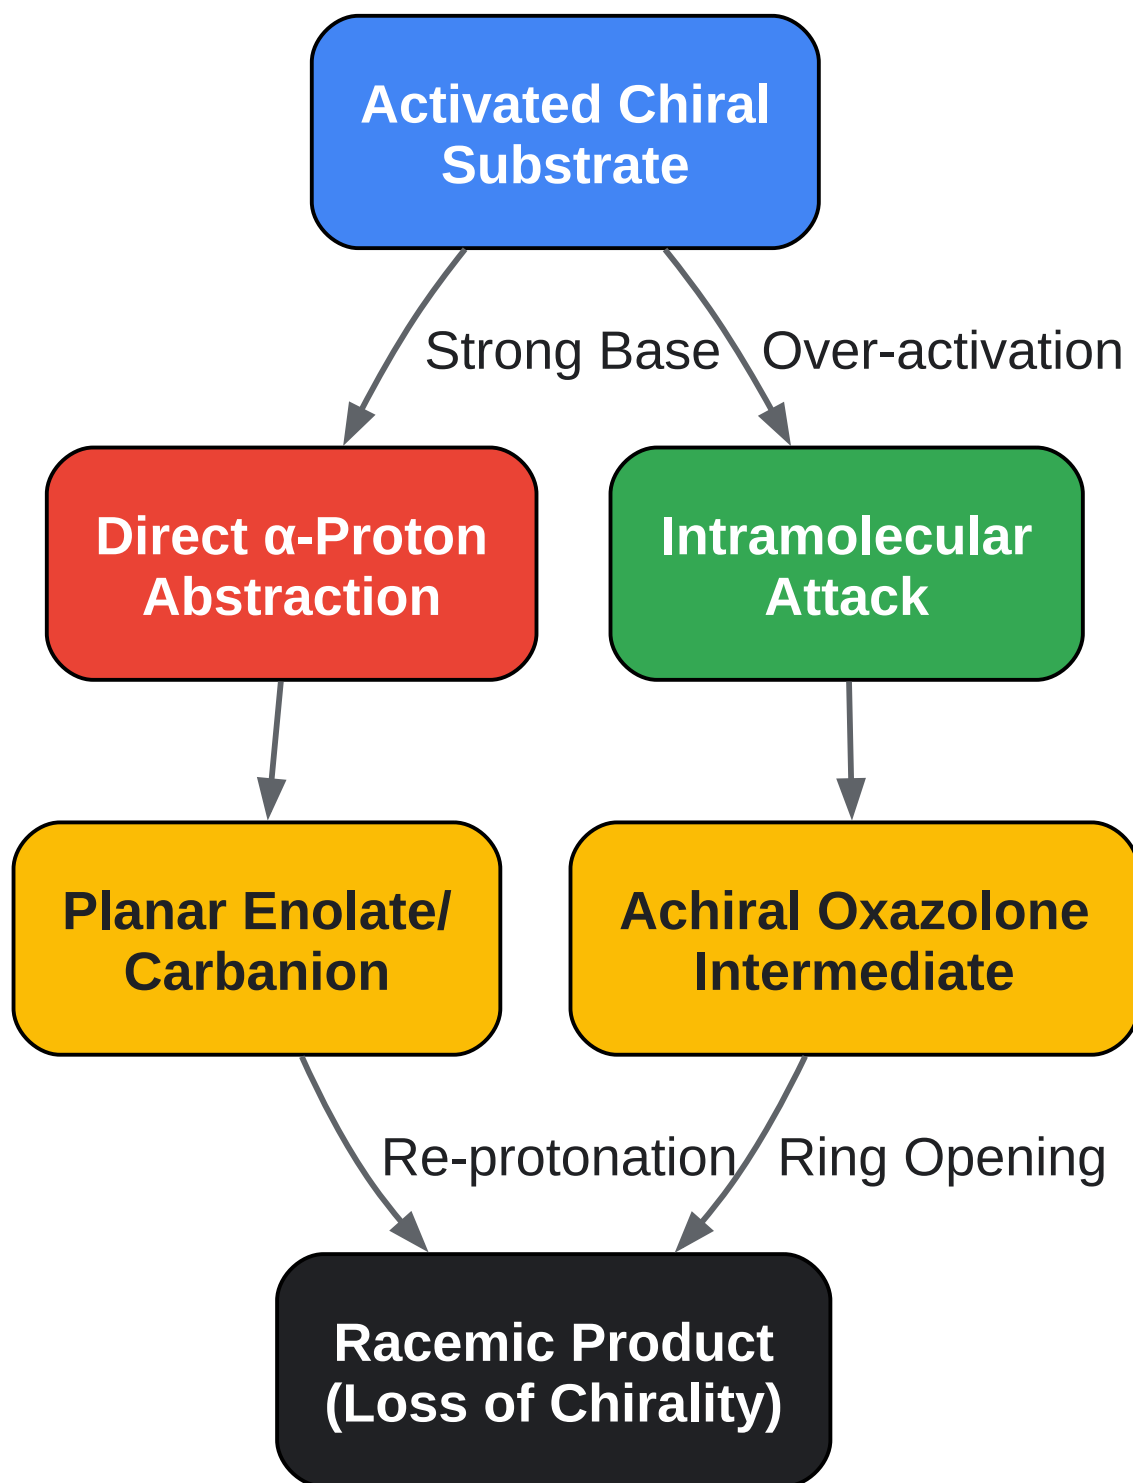 Activated Chiral
Substrate
Strong Base
Over-activation
Direct α-Proton
Abstraction
Intramolecular
Attack
Planar Enolate/
Carbanion
Achiral Oxazolone
Intermediate
Re-protonation
Ring Opening
Racemic Product
(Loss of Chirality)